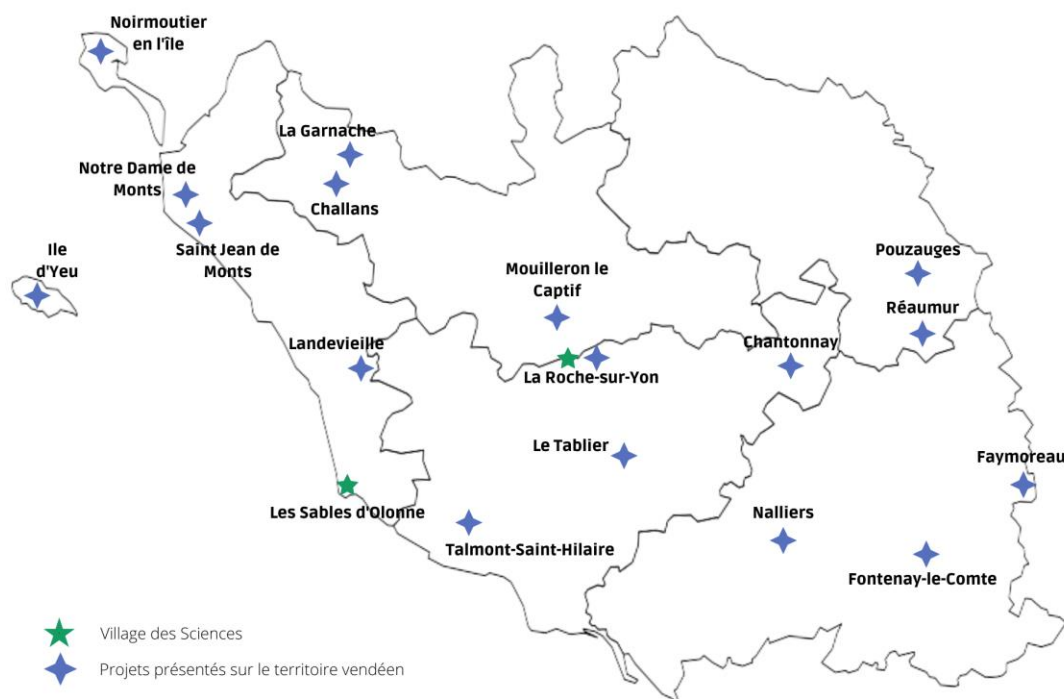 Noirmoutier
en l'île
La Garnache
Notre Dame de
Monts
Challans
Saint Jean de
Monts
Ile
d'Yeu
Mouilleron le
Captif
Pouzauges
Réaumur
Landevieille
Chantonnay
La Roche-sur-Yon
Le Tablier
Faymoreau
Les Sables d'Olonne
Nalliers
Talmont-Saint-Hilaire
Fontenay-le-Comte
Village des Sciences
Projets présentés sur le territoire vendéen